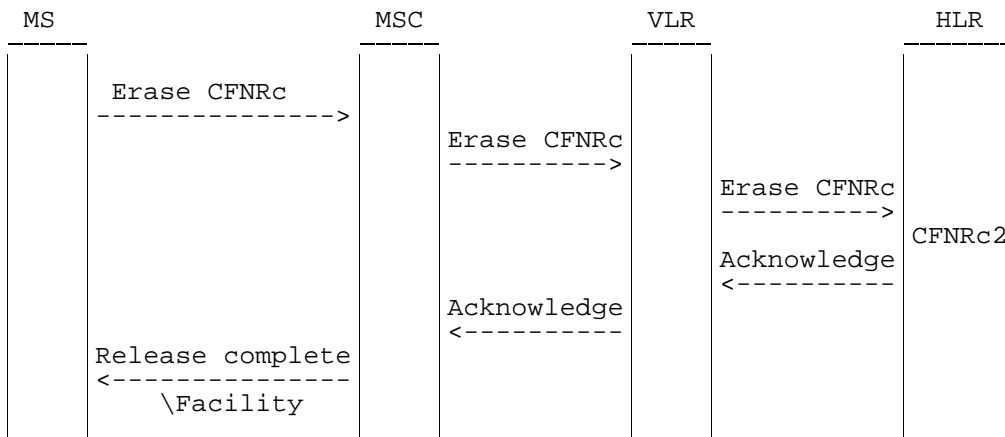 MS MSC VLR HLR
Erase CFNRc
--------------->
Erase CFNRc
---------->
Erase CFNRc
---------->
CFNRc2
Acknowledge
<----------
Acknowledge
<----------
Release complete
<---------------
\Facility